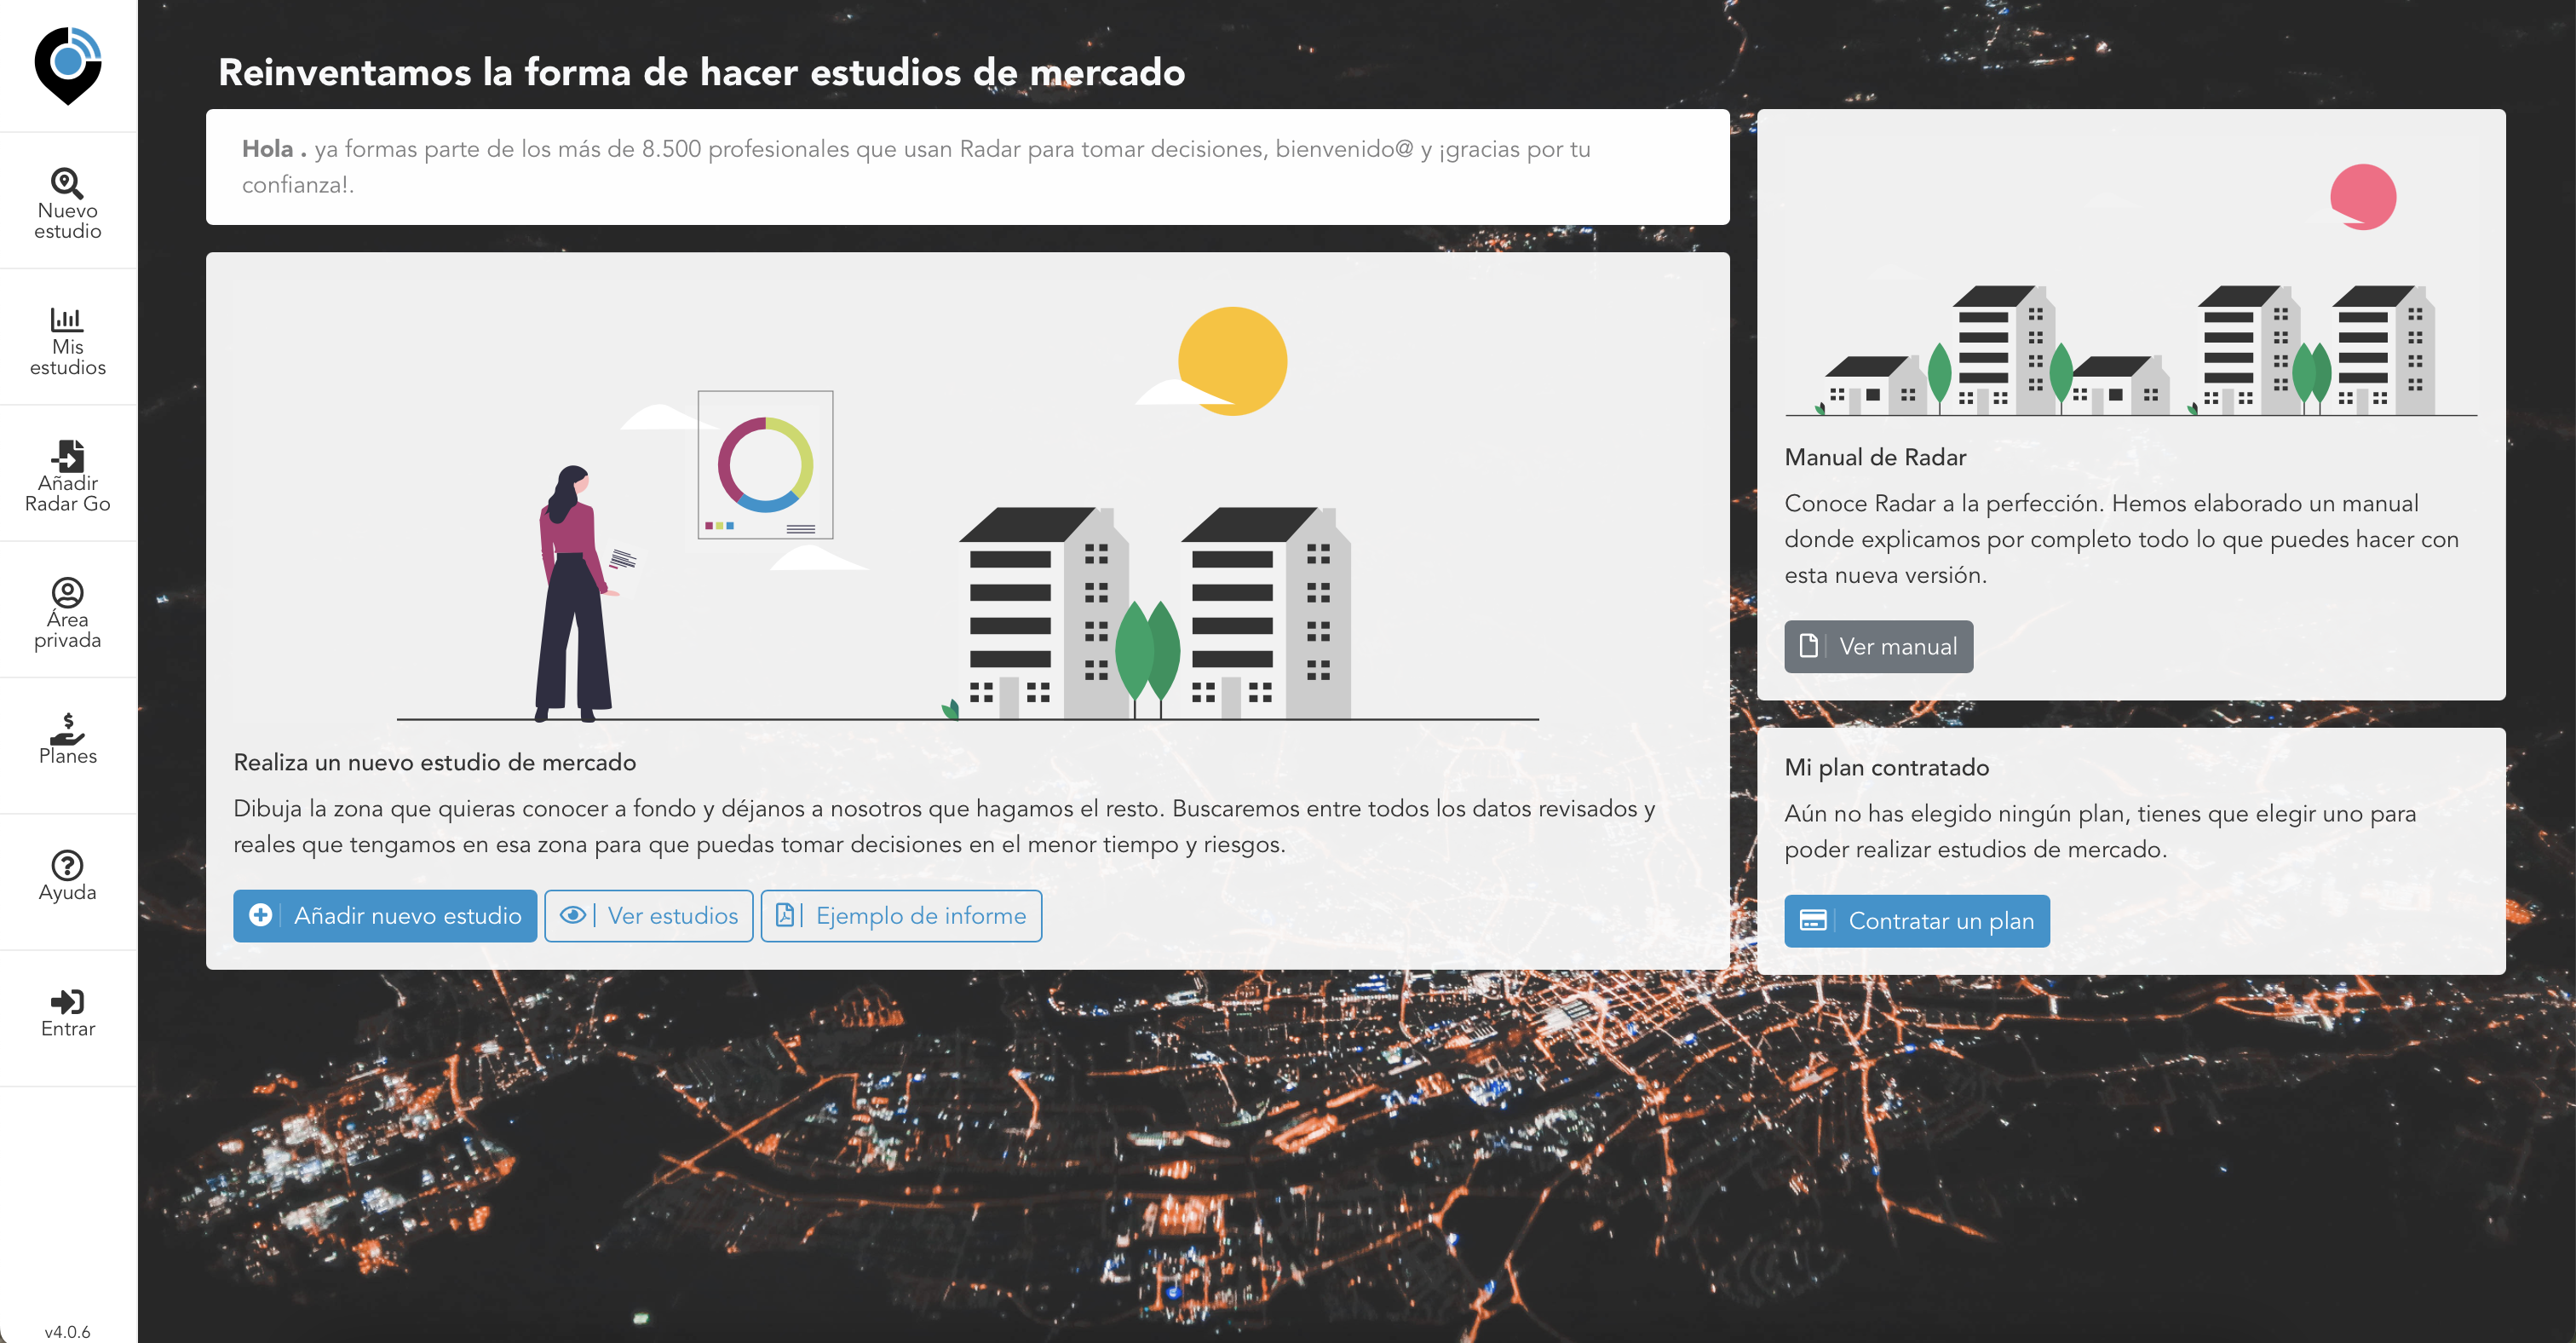 Nuevo
estudio
Mis
estudios
Añadir
Radar Go
Área
privada
Planes
Ayuda
Entrar
v4.0.6
Reinventamos la forma de hacer estudios de mercado
Hola . ya formas parte de los más de 8.500 profesionales que usan Radar para tomar decisiones, bienvenido@ y ¡gracias por tu
confianza!.
Realiza un nuevo estudio de mercado
Dibuja la zona que quieras conocer a fondo y déjanos a nosotros que hagamos el resto. Buscaremos entre todos los datos revisados y
reales que tengamos en esa zona para que puedas tomar decisiones en el menor tiempo y riesgos.
Añadir nuevo estudio
Ver estudios
Ejemplo de informe
Manual de Radar
Conoce Radar a la perfección. Hemos elaborado un manual
donde explicamos por completo todo lo que puedes hacer con
esta nueva versión.
Ver manual
Mi plan contratado
Aún no has elegido ningún plan, tienes que elegir uno para
poder realizar estudios de mercado.
Contratar un plan